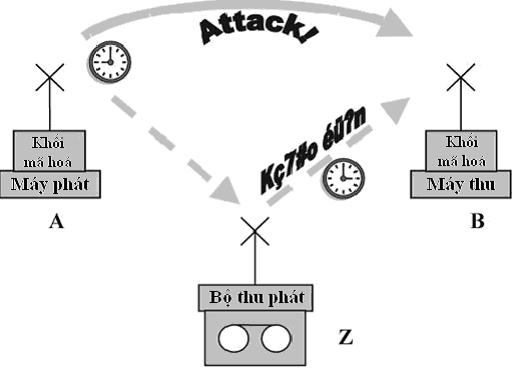 Attack!
Khối
mã hoá
Máy phát
A
Kç7#o éü?n
Khối
mã hoá
Máy thu
B
Bộ thu phát
Z